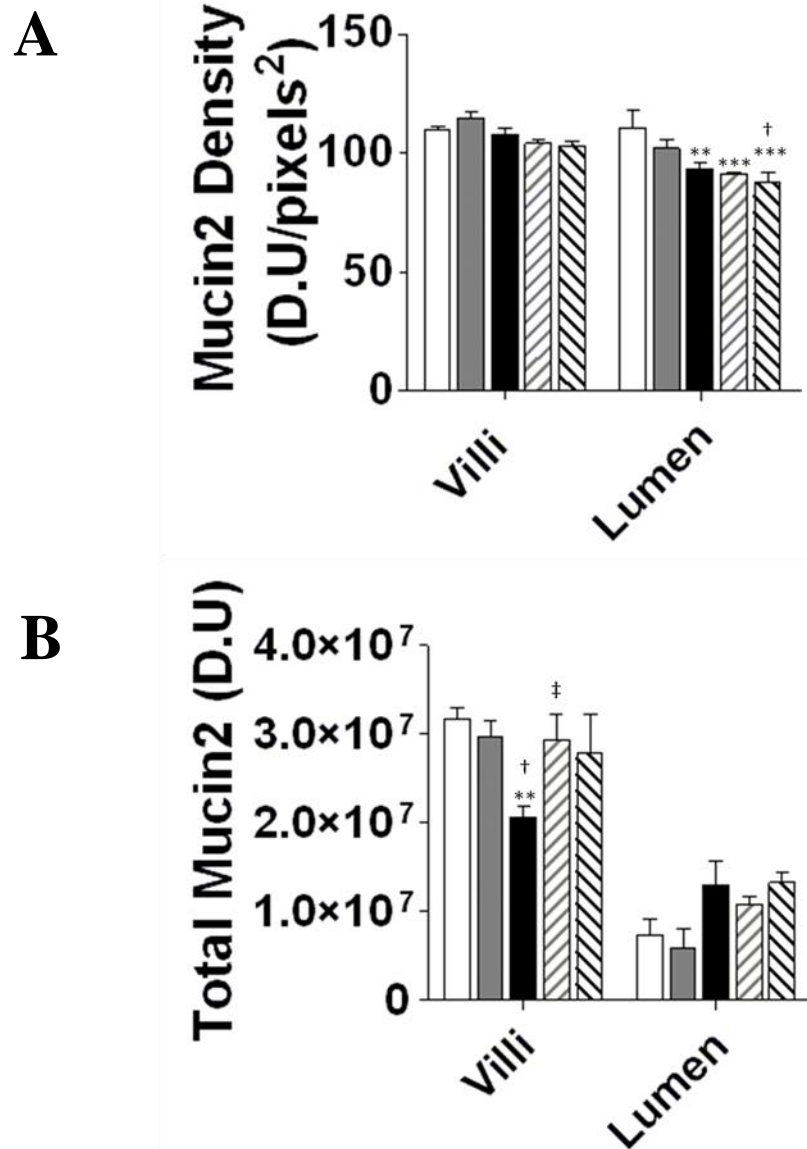 A
Mucin2 Density
(D.U/pixels²)
150
100
50
0
**
***
†
***
Villi
Lumen
B
Total Mucin2 (D.U)
4.0×10⁷
3.0×10⁷
2.0×10⁷
1.0×10⁷
0
†
**
‡
Villi
Lumen